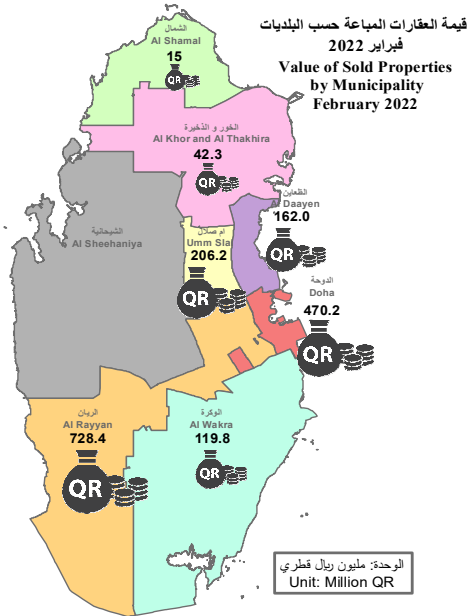 قيمة العقارات المباعة حسب البلديات
فبراير 2022
Value of Sold Properties
by Municipality
February 2022
الشمال
Al Shamal
15
QR
الخور و الذخيرة
Al Khor and Al Thakhira
42.3
QR
الظعاين
Al Daayen
162.0
QR
الشيحانية
Al Sheehaniya
ام صلال
Umm Sla
206.2
QR
الدوحة
Doha
470.2
QR
الريان
Al Rayyan
728.4
QR
الوكرة
Al Wakra
119.8
QR
الوحدة: مليون ريال قطري
Unit: Million QR